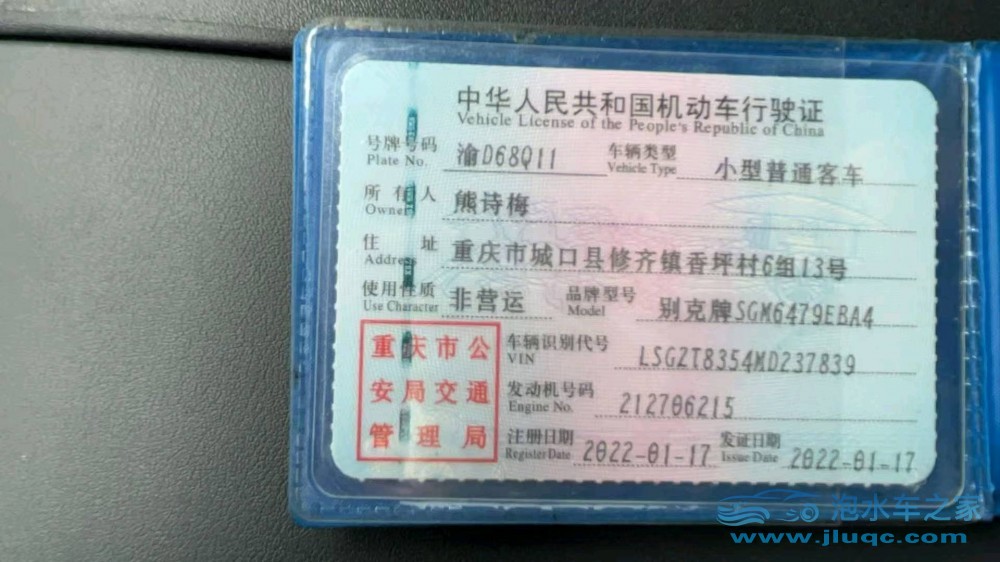 中华人民共和国机动车行驶证
Vehicle License of the People's Republic of China
号牌号码 渝D68Q11 车辆类型 小型普通客车
Plate No. Vehicle Type
所有人 熊诗梅
Owner
住址 重庆市城口县修齐镇香坪村6组13号
Address
使用性质 非营运 品牌型号 别克牌SGM6479EBA4
Use Character Model
重庆市公
安局交通
管理局
车辆识别代号 LSGZT8354MD237839
VIN
发动机号码 212706215
Engine No.
注册日期 2022-01-17 发证日期 2022-01-17
Register Date Issue Date
泡水车之家
www.jluqc.com